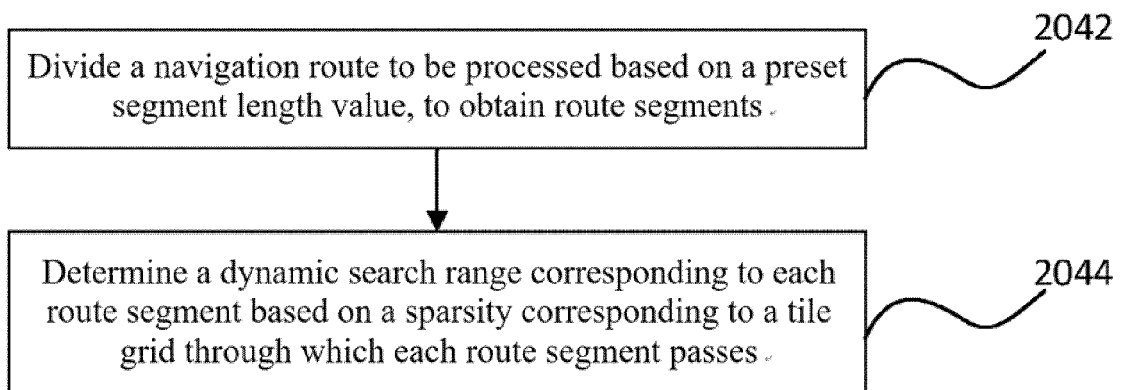 2042
Divide a navigation route to be processed based on a preset
segment length value, to obtain route segments
2044
Determine a dynamic search range corresponding to each
route segment based on a sparsity corresponding to a tile
grid through which each route segment passes